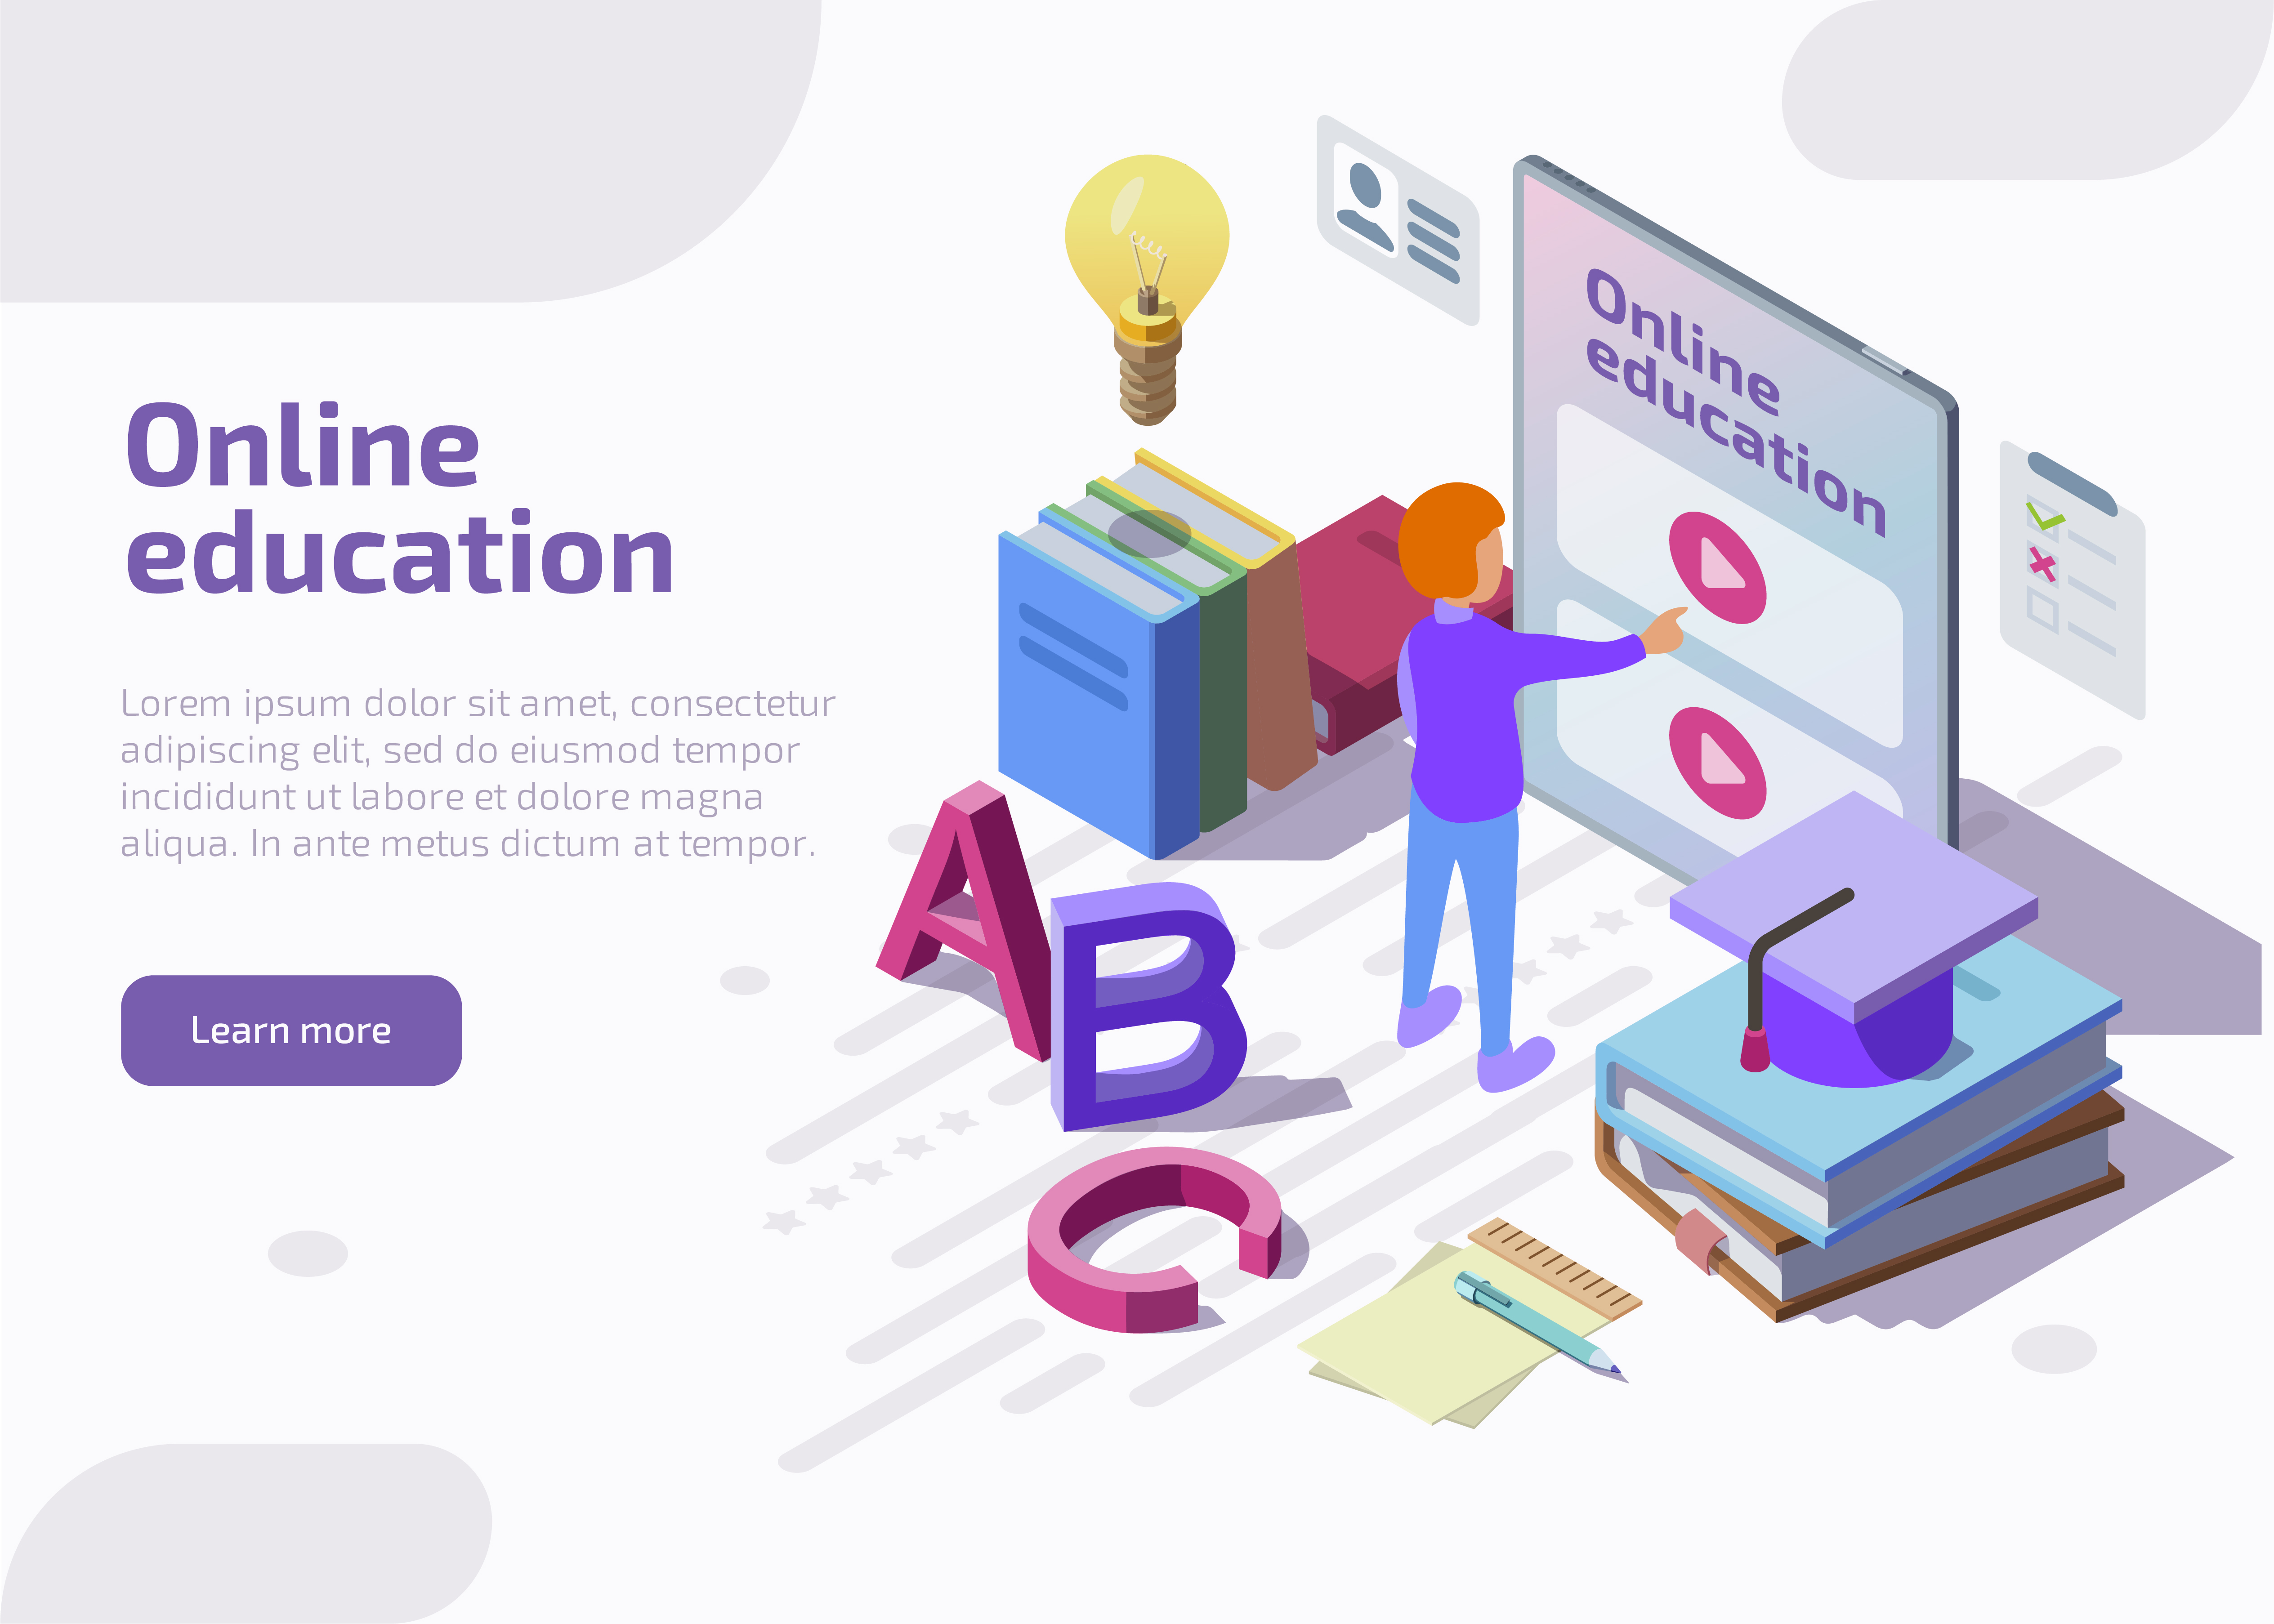 Online
education
Lorem ipsum dolor sit amet, consectetur
adipiscing elit, sed do eiusmod tempor
incididunt ut labore et dolore magna
aliqua. In ante metus dictum at tempor.
Learn more
Online
education
A
B
C